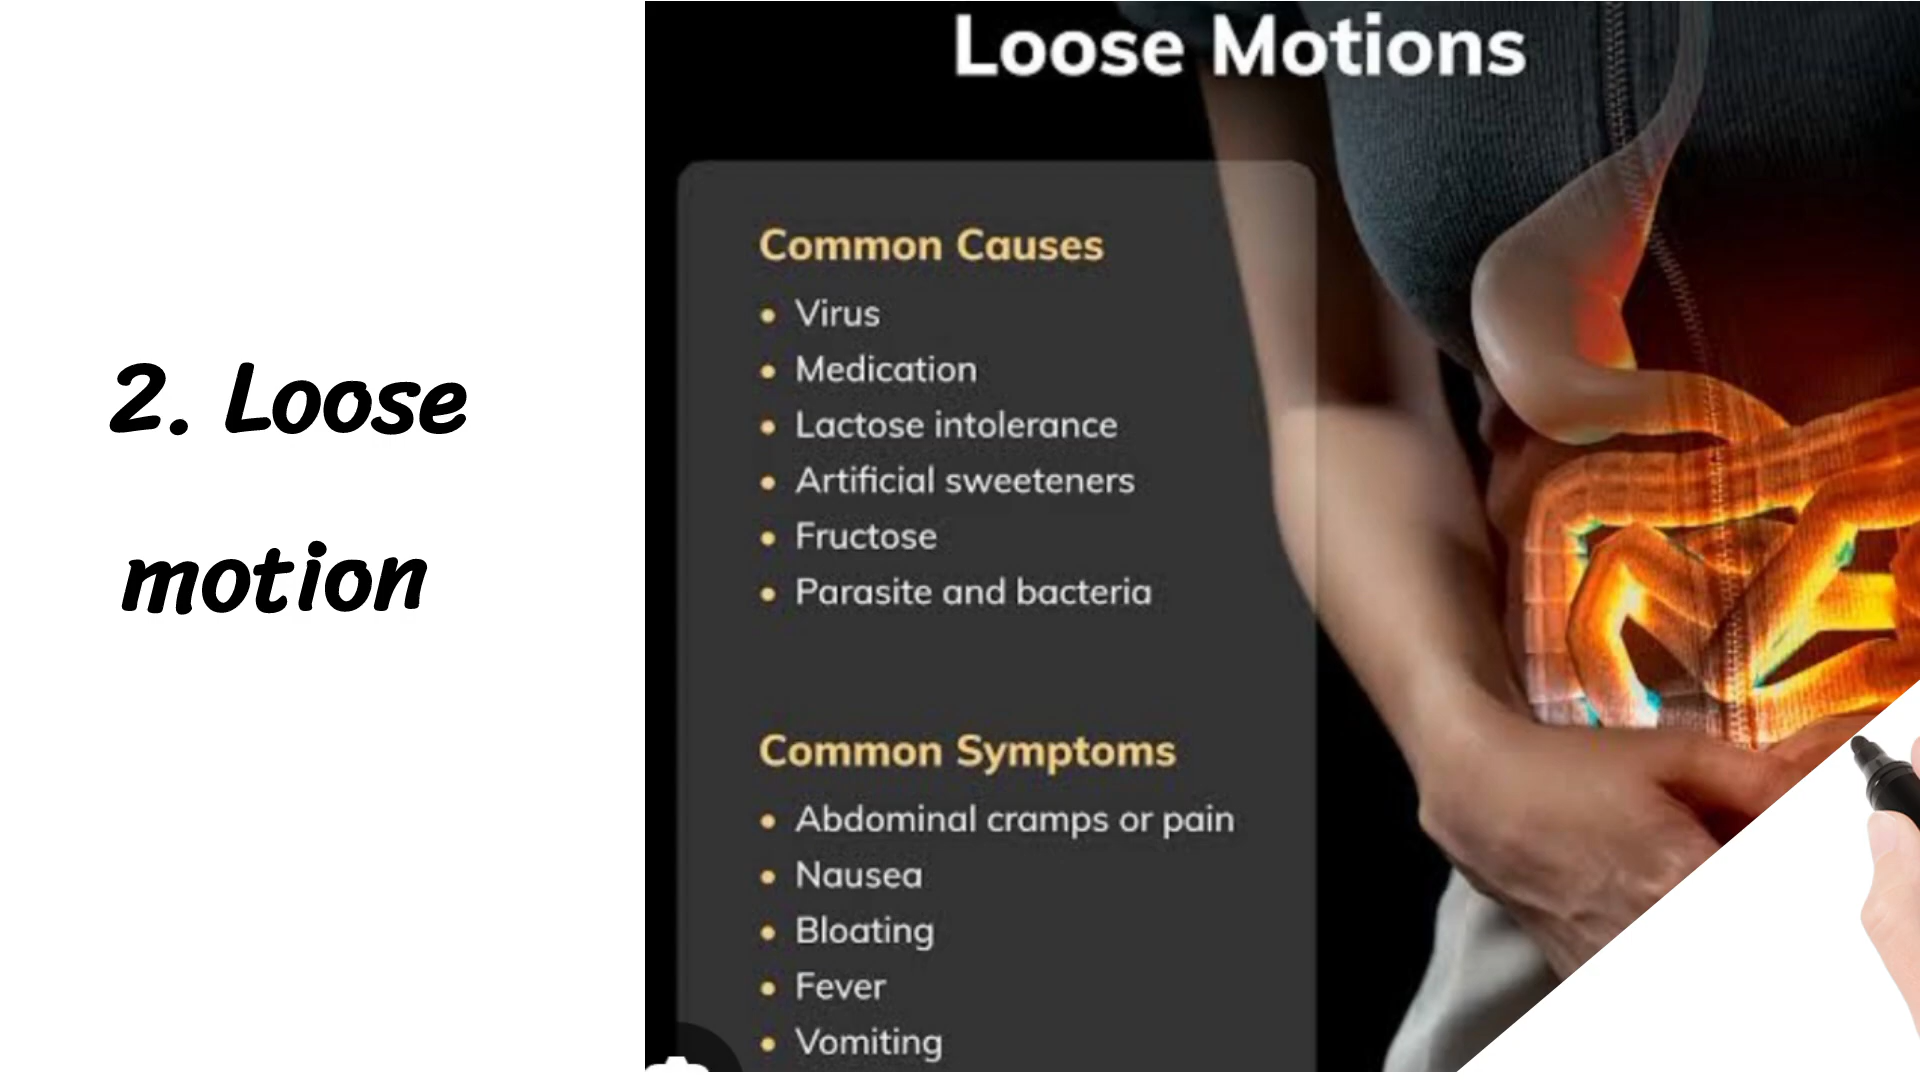 2. Loose
motion
Loose Motions
Common Causes
• Virus
• Medication
• Lactose intolerance
• Artificial sweeteners
• Fructose
• Parasite and bacteria
Common Symptoms
• Abdominal cramps or pain
• Nausea
• Bloating
• Fever
• Vomiting